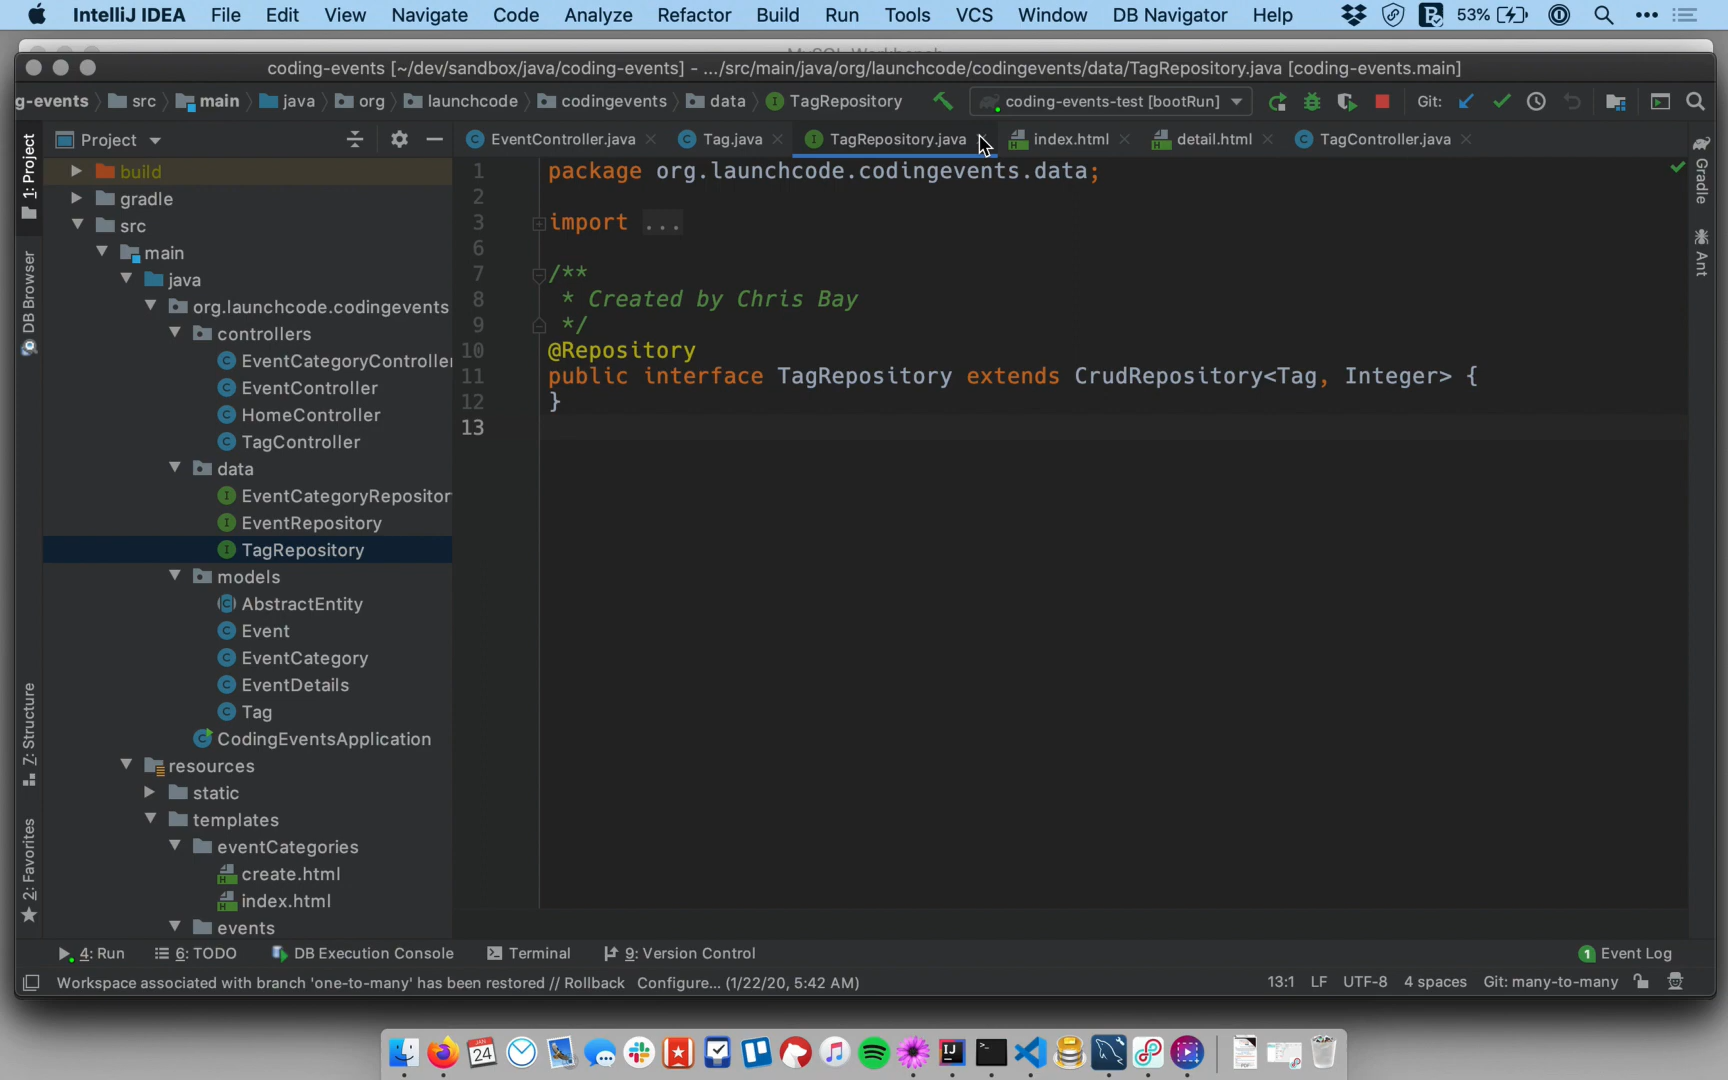 IntelliJ IDEA File Edit View Navigate Code Analyze Refactor Build Run Tools VCS Window DB Navigator Help 53%
coding-events [~/dev/sandbox/java/coding-events] - .../src/main/java/org/launchcode/codingevents/data/TagRepository.java [coding-events.main]
g-events src main java org launchcode codingevents data TagRepository coding-events-test [bootRun] Git:
Project
EventController.java Tag.java TagRepository.java index.html detail.html TagController.java
1: Project
DB Browser
7: Structure
2: Favorites
build
gradle
src
main
java
org.launchcode.codingevents
controllers
EventCategoryController
EventController
HomeController
TagController
data
EventCategoryRepositor
EventRepository
TagRepository
models
AbstractEntity
Event
EventCategory
EventDetails
Tag
CodingEventsApplication
resources
static
templates
eventCategories
create.html
index.html
events
1 package org.launchcode.codingevents.data;
2
3 import ...
6
7 /**
8 * Created by Chris Bay
9 */
10 @Repository
11 public interface TagRepository extends CrudRepository<Tag, Integer> {
12 }
13
Gradle
Ant
4: Run 6: TODO DB Execution Console Terminal 9: Version Control 1 Event Log
Workspace associated with branch 'one-to-many' has been restored // Rollback Configure... (1/22/20, 5:42 AM) 13:1 LF UTF-8 4 spaces Git: many-to-many
JAN
24
IJ